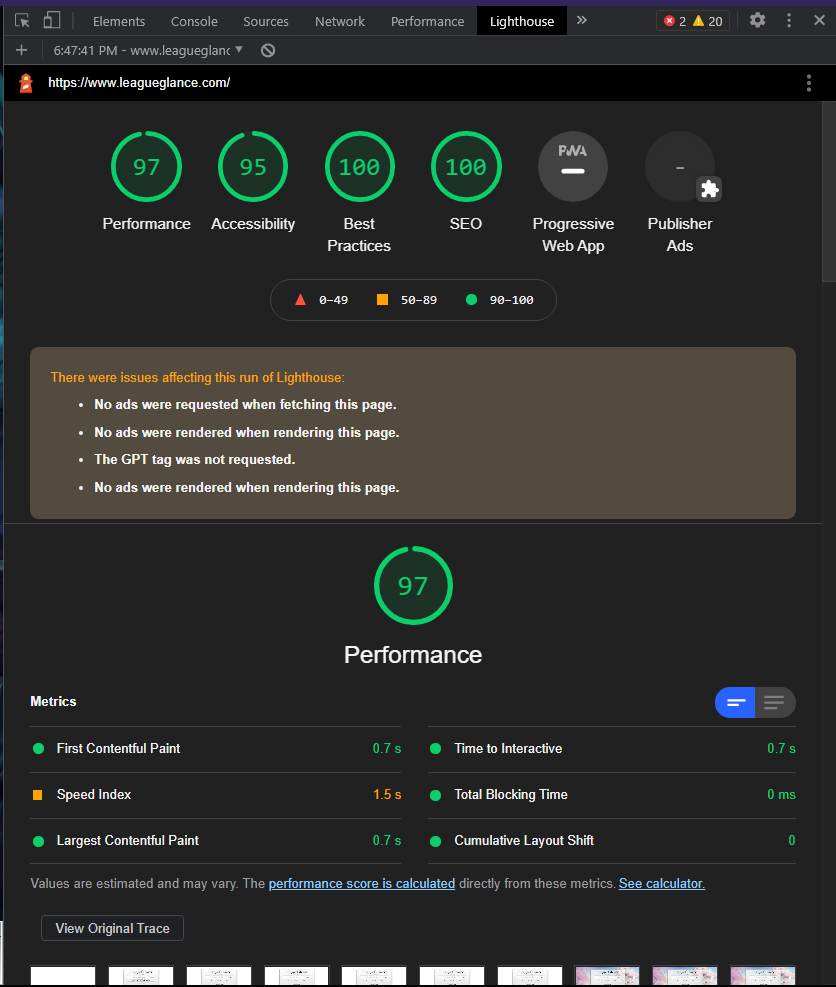 Elements Console Sources Network Performance Lighthouse » 2 20
+ 6:47:41 PM - www.leagueglanc
https://www.leagueglance.com/
97 95 100 100 PWA -
Performance Accessibility Best Practices SEO Progressive Web App Publisher Ads
0–49 50–89 90–100
There were issues affecting this run of Lighthouse:
• No ads were requested when fetching this page.
• No ads were rendered when rendering this page.
• The GPT tag was not requested.
• No ads were rendered when rendering this page.
97
Performance
Metrics
First Contentful Paint 0.7 s
Time to Interactive 0.7 s
Speed Index 1.5 s
Total Blocking Time 0 ms
Largest Contentful Paint 0.7 s
Cumulative Layout Shift 0
Values are estimated and may vary. The performance score is calculated directly from these metrics. See calculator.
View Original Trace